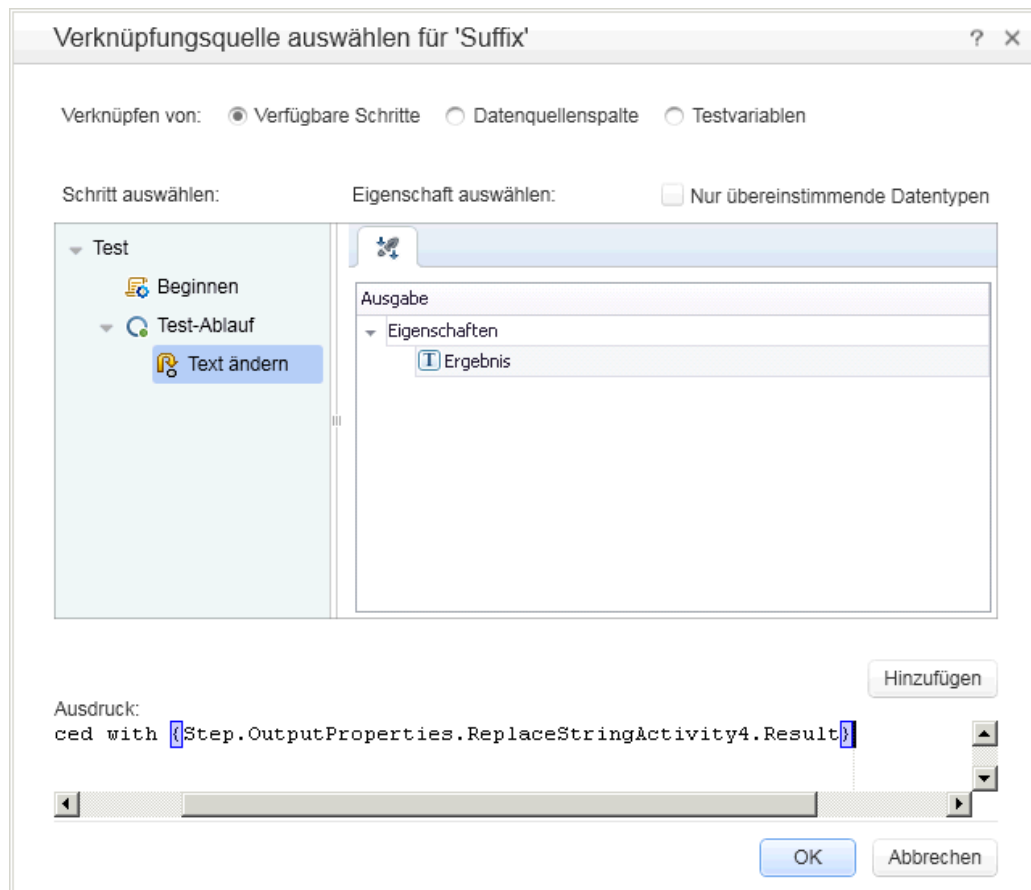 Verknüpfungsquelle auswählen für 'Suffix' ?
Verknüpfen von: Verfügbare Schritte Datenquellenspalte Testvariablen
Schritt auswählen: Eigenschaft auswählen: Nur übereinstimmende Datentypen
Test
Beginnen
Test-Ablauf
Text ändern
Ausgabe
Eigenschaften
T Ergebnis
Hinzufügen
Ausdruck:
ced with {Step.OutputProperties.ReplaceStringActivity4.Result}
OK Abbrechen